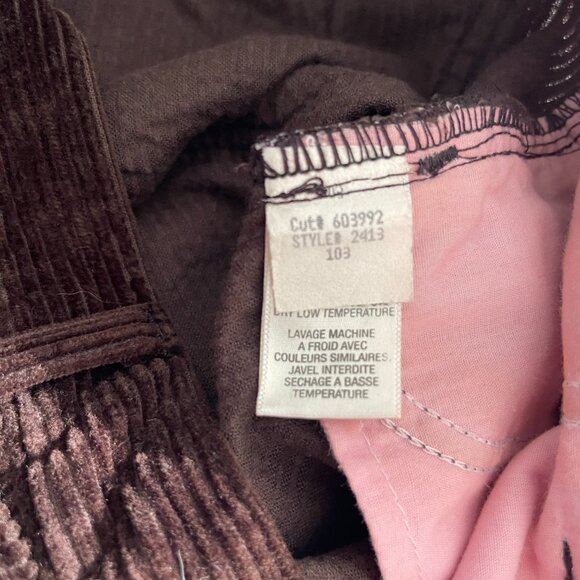 Cut# 603992
STYLE# 2413
103
DRY LOW TEMPERATURE
LAVAGE MACHINE
A FROID AVEC
COULEURS SIMILAIRES.
JAVEL INTERDITE
SECHAGE A BASSE
TEMPERATURE